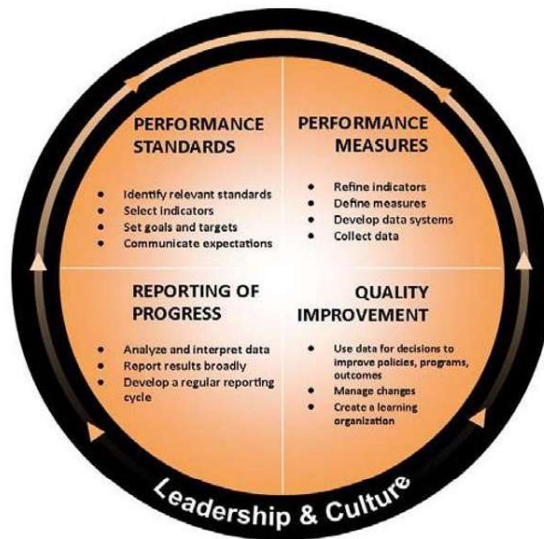 PERFORMANCE
STANDARDS
• Identify relevant standards
• Select indicators
• Set goals and targets
• Communicate expectations
PERFORMANCE
MEASURES
• Refine indicators
• Define measures
• Develop data systems
• Collect data
REPORTING OF
PROGRESS
• Analyze and interpret data
• Report results broadly
• Develop a regular reporting
cycle
QUALITY
IMPROVEMENT
• Use data for decisions to
improve policies, programs,
outcomes
• Manage changes
• Create a learning
organization
Leadership & Culture